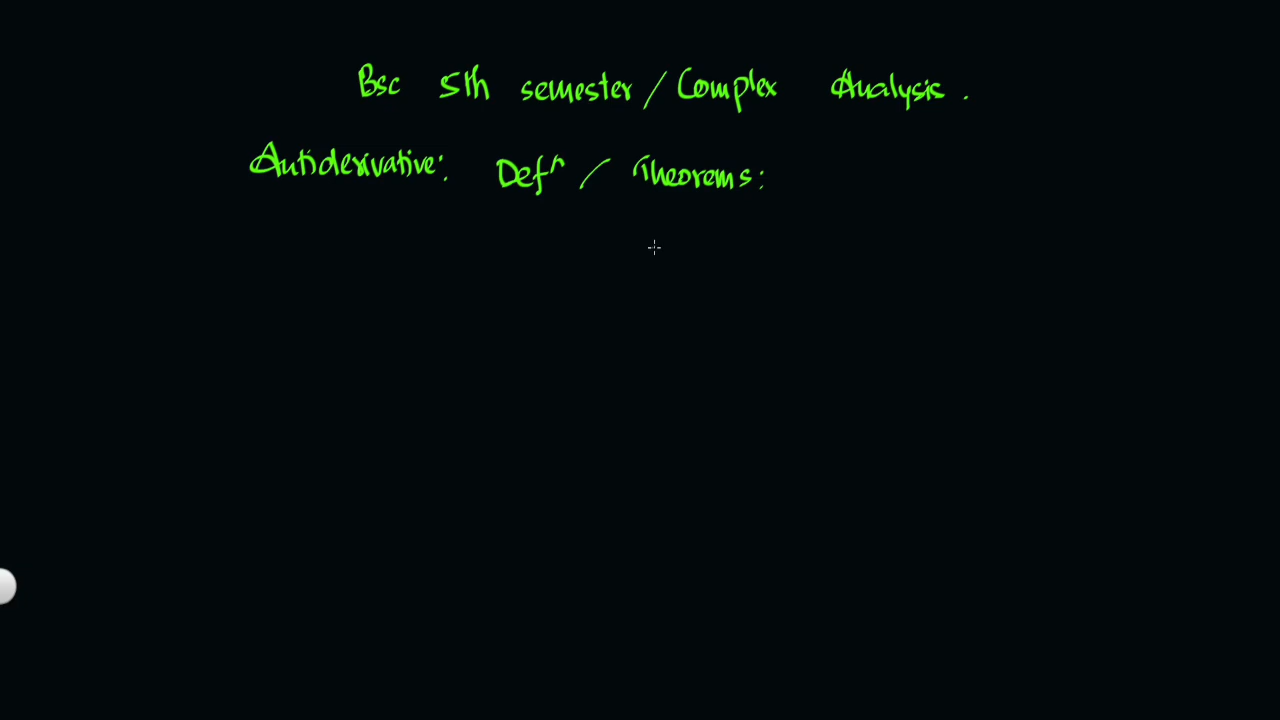 Bsc 5th semester / Complex Analysis.
Antiderivative: Defn / Theorems: